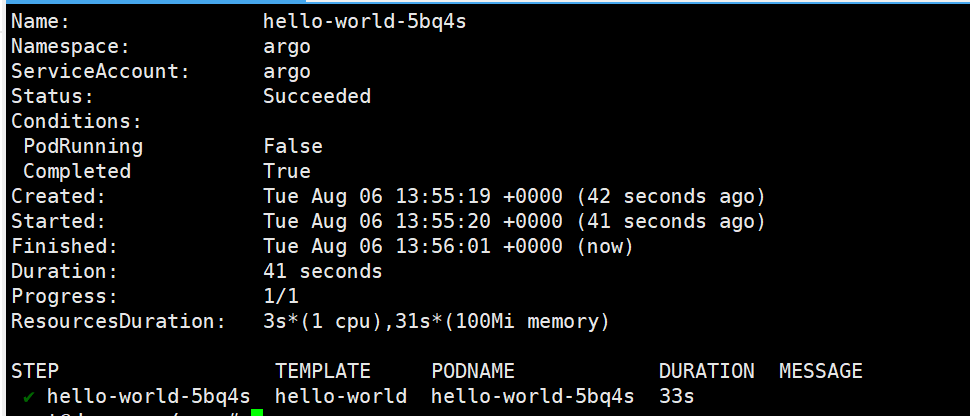 Name: hello-world-5bq4s
Namespace: argo
ServiceAccount: argo
Status: Succeeded
Conditions:
PodRunning False
Completed True
Created: Tue Aug 06 13:55:19 +0000 (42 seconds ago)
Started: Tue Aug 06 13:55:20 +0000 (41 seconds ago)
Finished: Tue Aug 06 13:56:01 +0000 (now)
Duration: 41 seconds
Progress: 1/1
ResourcesDuration: 3s*(1 cpu),31s*(100Mi memory)
STEP TEMPLATE PODNAME DURATION MESSAGE
✔ hello-world-5bq4s hello-world hello-world-5bq4s 33s